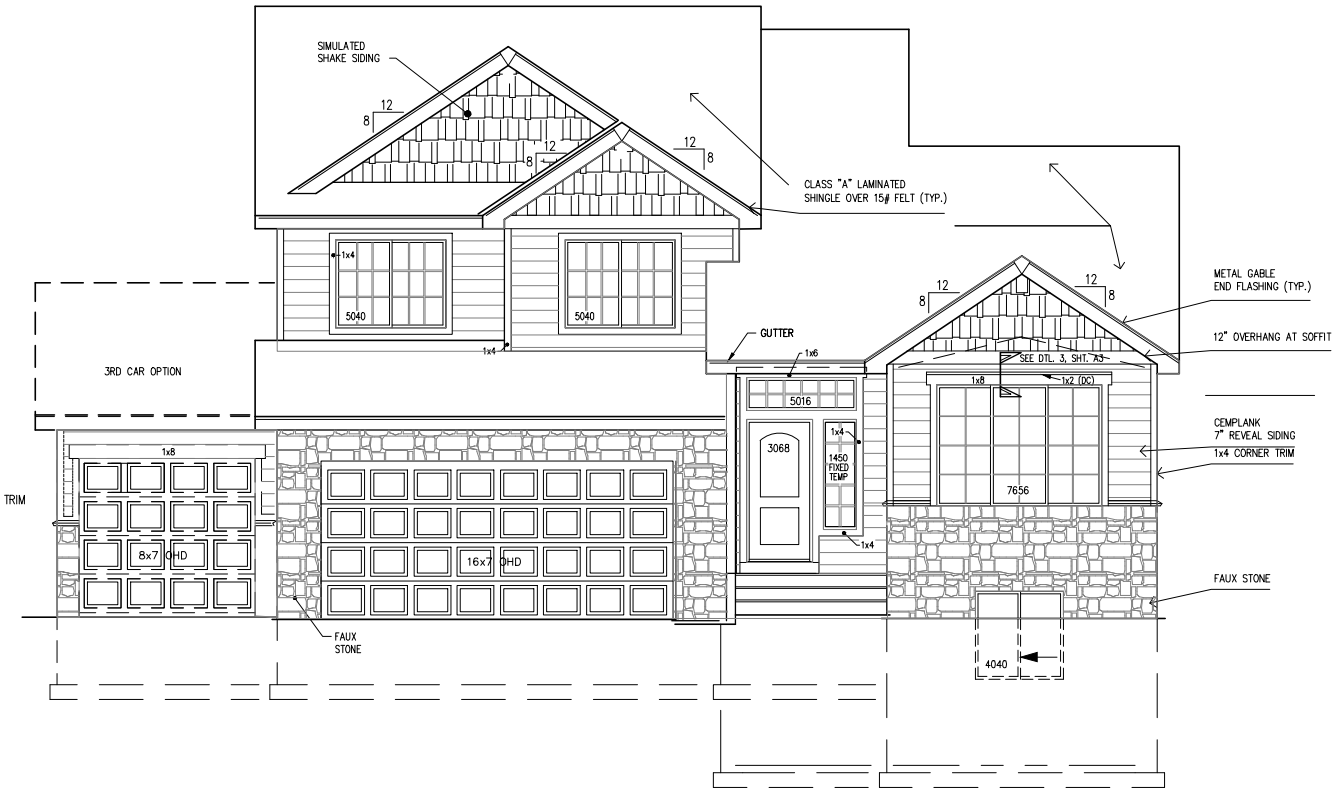 SIMULATED
SHAKE SIDING
12
8
12
8
12
8
CLASS "A" LAMINATED
SHINGLE OVER 15# FELT (TYP.)
1x4
5040
5040
1x4
METAL GABLE
END FLASHING (TYP.)
12
8
12
8
GUTTER
12" OVERHANG AT SOFFIT
1x6
SEE DTL. 3, SHT. A3
3RD CAR OPTION
1x8
1x2 (DC)
5016
CEMPLANK
7" REVEAL SIDING
1x4 CORNER TRIM
1x4
3068
1450
FIXED
TEMP
7656
1x8
TRIM
8x7 OHD
16x7 OHD
1x4
FAUX STONE
FAUX
STONE
4040